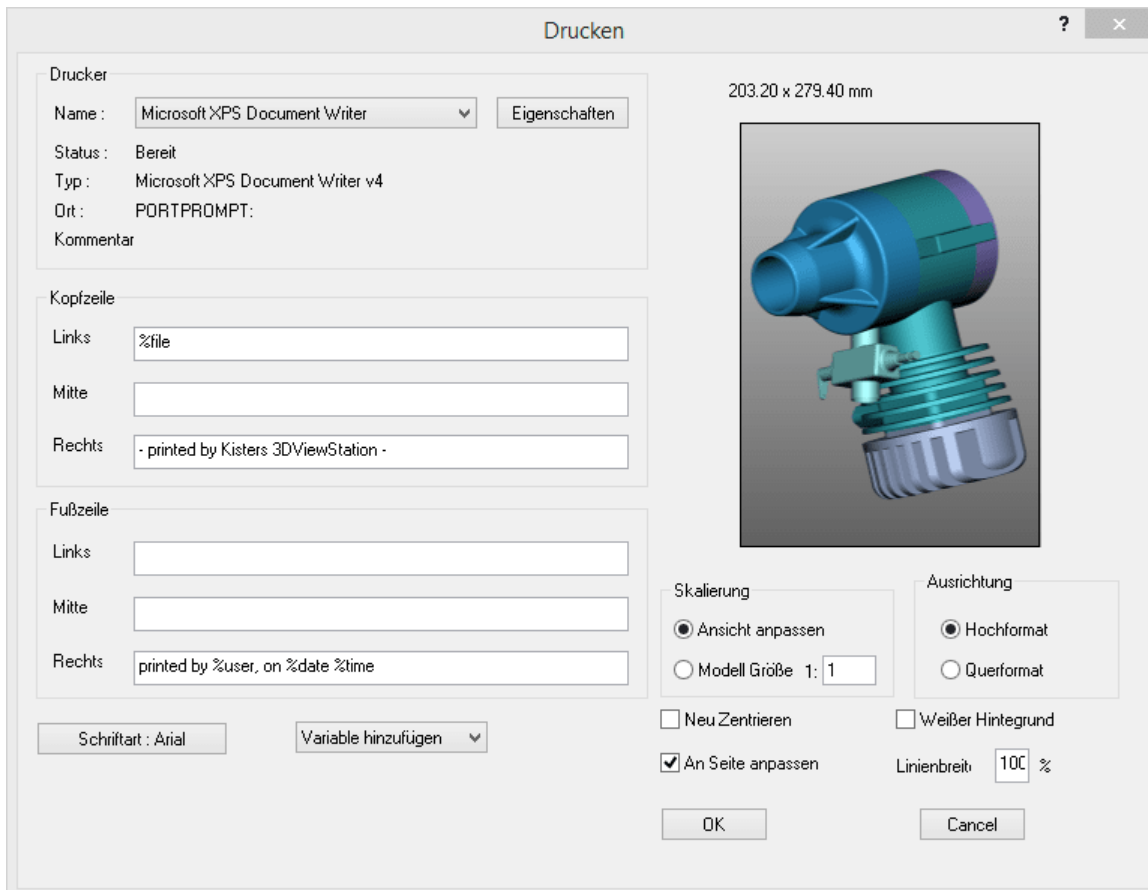 Drucken
?
Drucker
Name :
Microsoft XPS Document Writer
Eigenschaften
Status :
Bereit
Typ :
Microsoft XPS Document Writer v4
Ort :
PORTPROMPT:
Kommentar
Kopfzeile
Links
%file
Mitte
Rechts
- printed by Kisters 3DViewStation -
Fußzeile
Links
Mitte
Rechts
printed by %user, on %date %time
Schriftart : Arial
Variable hinzufügen
203.20 x 279.40 mm
Skalierung
Ansicht anpassen
Modell Größe 1: 1
Ausrichtung
Hochformat
Querformat
Neu Zentrieren
Weißer Hintegrund
An Seite anpassen
Linienbreite
100 %
OK
Cancel